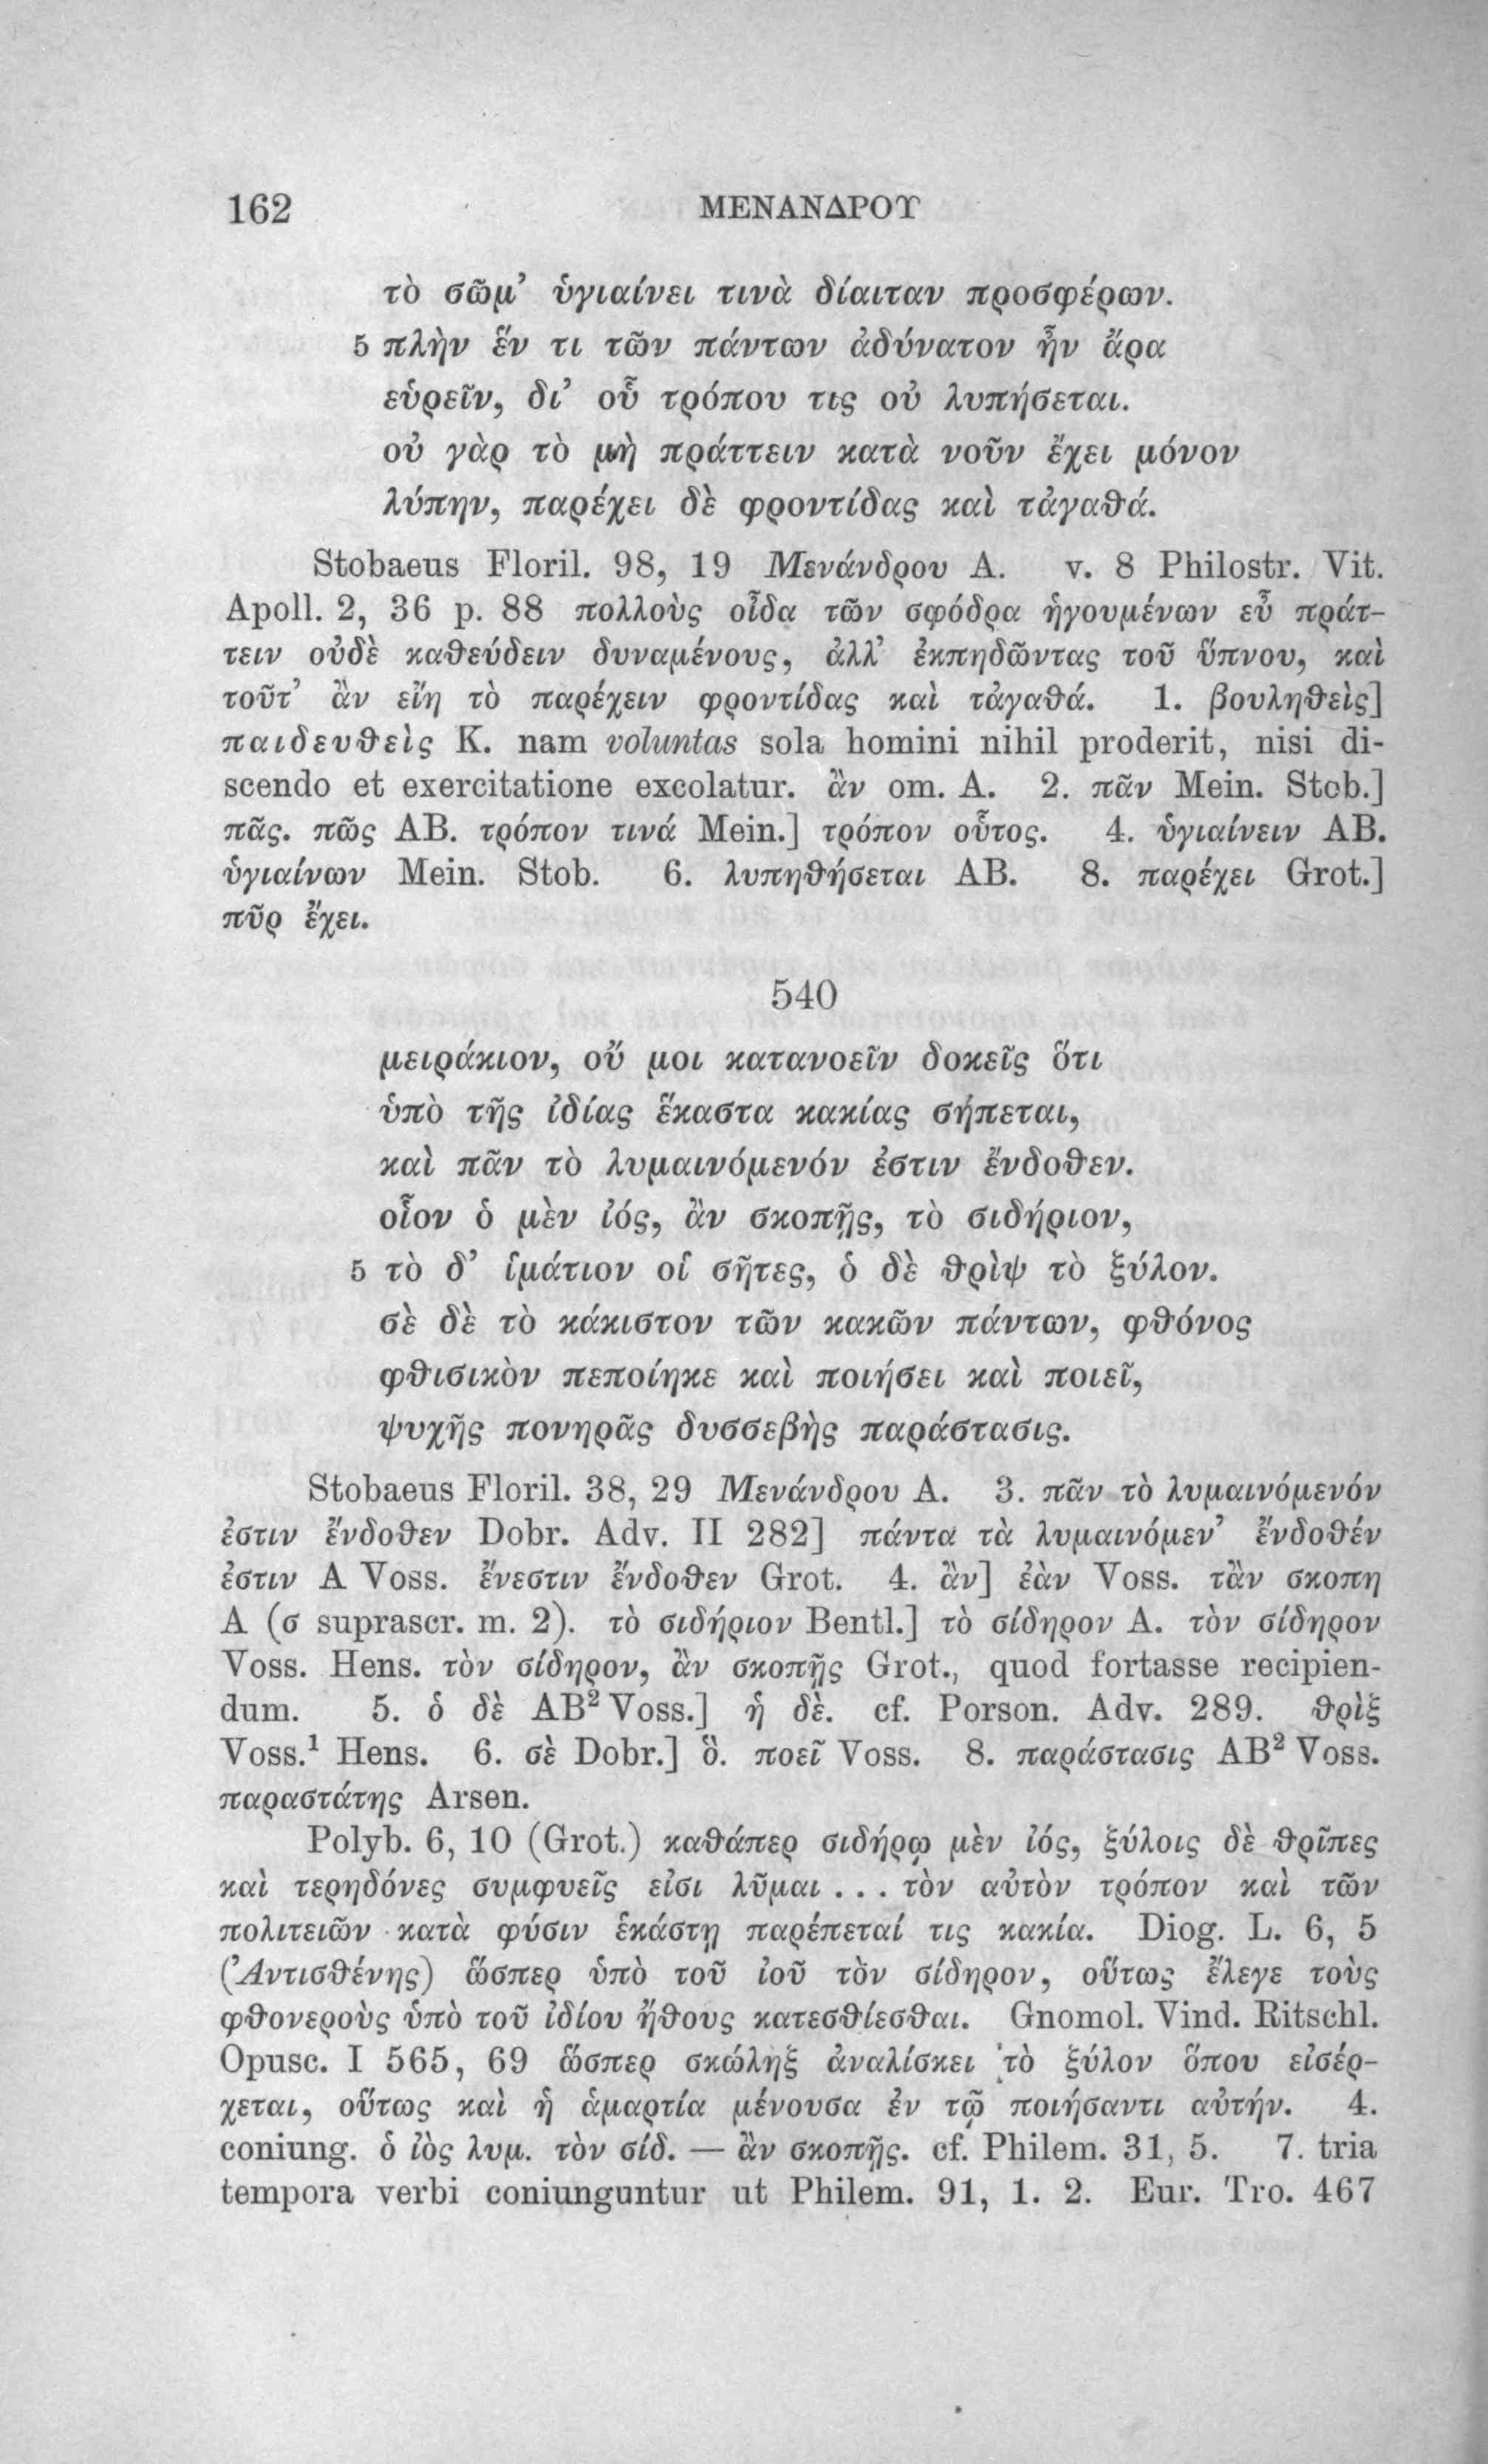 162 ΜΕΝΑΝΔΡΟΥ
τὸ σῶμ’ ὑγιαίνει τινὰ δίαιταν προσφέρων.
5 πλὴν ἕν τι τῶν πάντων ἀδύνατον ἦν ἄρα
εὑρεῖν, δι’ οὗ τρόπου τις οὐ λυπήσεται.
οὐ γὰρ τὸ μὴ πράττειν κατὰ νοῦν ἔχει μόνον
λύπην, παρέχει δὲ φροντίδας καὶ τἀγαθά.
Stobaeus Floril. 98, 19 Μενάνδρου A. v. 8 Philostr. Vit.
Apoll. 2, 36 p. 88 πολλοὺς οἶδα τῶν σφόδρα ἡγουμένων εὖ πράτ-
τειν οὐδὲ καθεύδειν δυναμένους, ἀλλ’ ἐκπηδῶντας τοῦ ὕπνου, καὶ
τοῦτ’ ἂν εἴη τὸ παρέχειν φροντίδας καὶ τἀγαθά. 1. βουληθεὶς]
παιδευθεὶς K. nam voluntas sola homini nihil proderit, nisi di-
scendo et exercitatione excolatur. ἂν om. A. 2. πᾶν Mein. Stob.]
πᾶς. πῶς AB. τρόπον τινά Mein.] τρόπον οὗτος. 4. ὑγιαίνειν AB.
ὑγιαίνων Mein. Stob. 6. λυπηθήσεται AB. 8. παρέχει Grot.]
πῦρ ἔχει.
540
μειράκιον, οὔ μοι κατανοεῖν δοκεῖς ὅτι
ὑπὸ τῆς ἰδίας ἕκαστα κακίας σήπεται,
καὶ πᾶν τὸ λυμαινόμενόν ἐστιν ἔνδοθεν.
οἷον ὁ μὲν ἰός, ἂν σκοπῇς, τὸ σιδήριον,
5 τὸ δ’ ἱμάτιον οἱ σῆτες, ὁ δὲ θρὶψ τὸ ξύλον.
σὲ δὲ τὸ κάκιστον τῶν κακῶν πάντων, φθόνος
φθισικὸν πεποίηκε καὶ ποιήσει καὶ ποιεῖ,
ψυχῆς πονηρᾶς δυσσεβὴς παράστασις.
Stobaeus Floril. 38, 29 Μενάνδρου A. 3. πᾶν τὸ λυμαινόμενόν
ἐστιν ἔνδοθεν Dobr. Adv. II 282] πάντα τὰ λυμαινόμεν’ ἔνδοθέν
ἐστιν A Voss. ἔνεστιν ἔνδοθεν Grot. 4. ἂν] ἐὰν Voss. τἂν σκοπη
A (σ suprascr. m. 2). τὸ σιδήριον Bentl.] τὸ σίδηρον A. τὸν σίδηρον
Voss. Hens. τὸν σίδηρον, ἂν σκοπῇς Grot., quod fortasse recipien-
dum. 5. ὁ δὲ AB² Voss.] ἡ δὲ. cf. Porson. Adv. 289. θρὶξ
Voss.¹ Hens. 6. σὲ Dobr.] ὃ. ποεῖ Voss. 8. παράστασις AB² Voss.
παραστάτης Arsen.
Polyb. 6, 10 (Grot.) καθάπερ σιδήρῳ μὲν ἰός, ξύλοις δὲ θρῖπες
καὶ τερηδόνες συμφυεῖς εἰσι λῦμαι ... τὸν αὐτὸν τρόπον καὶ τῶν
πολιτειῶν κατὰ φύσιν ἑκάστῃ παρέπεταί τις κακία. Diog. L. 6, 5
(Ἀντισθένης) ὥσπερ ὑπὸ τοῦ ἰοῦ τὸν σίδηρον, οὕτως ἔλεγε τοὺς
φθονεροὺς ὑπὸ τοῦ ἰδίου ἤθους κατεσθίεσθαι. Gnomol. Vind. Ritschl.
Opusc. I 565, 69 ὥσπερ σκώληξ ἀναλίσκει τὸ ξύλον ὅπου εἰσέρ-
χεται, οὕτως καὶ ἡ ἁμαρτία μένουσα ἐν τῷ ποιήσαντι αὐτήν. 4.
coniung. ὁ ἰὸς λυμ. τὸν σίδ. — ἂν σκοπῇς. cf. Philem. 31, 5. 7. tria
tempora verbi coniunguntur ut Philem. 91, 1. 2. Eur. Tro. 467